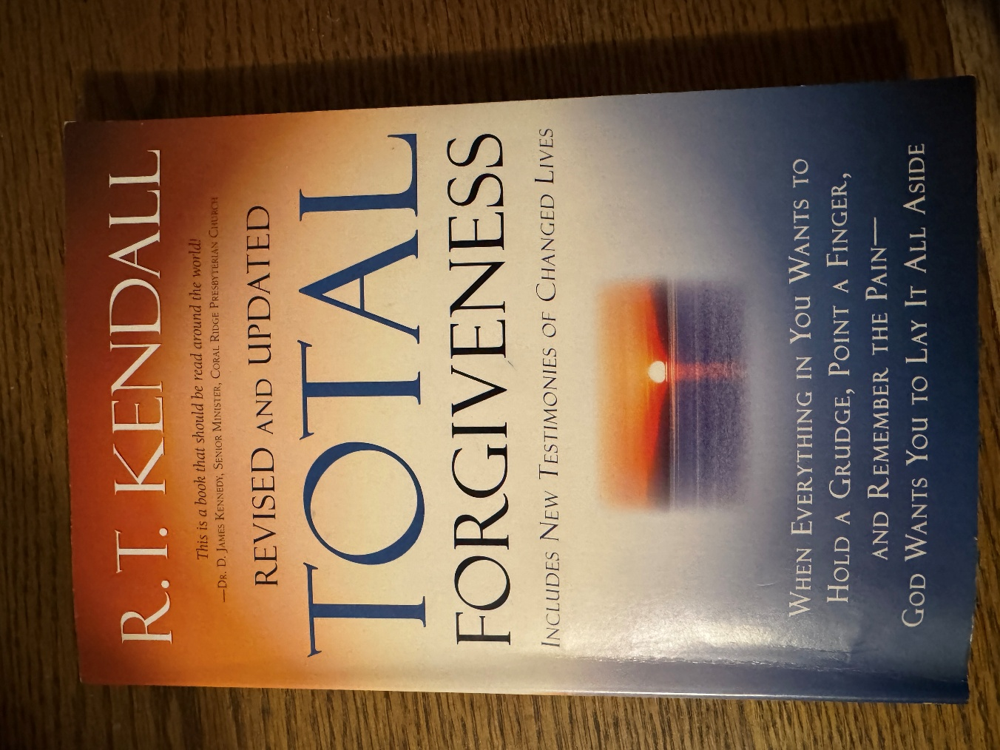 R. T. KENDALL
This is a book that should be read around the world!
—DR. D. JAMES KENNEDY, SENIOR MINISTER, CORAL RIDGE PRESBYTERIAN CHURCH
REVISED AND UPDATED
TOTAL
FORGIVENESS
INCLUDES NEW TESTIMONIES OF CHANGED LIVES
WHEN EVERYTHING IN YOU WANTS TO
HOLD A GRUDGE, POINT A FINGER,
AND REMEMBER THE PAIN—
GOD WANTS YOU TO LAY IT ALL ASIDE